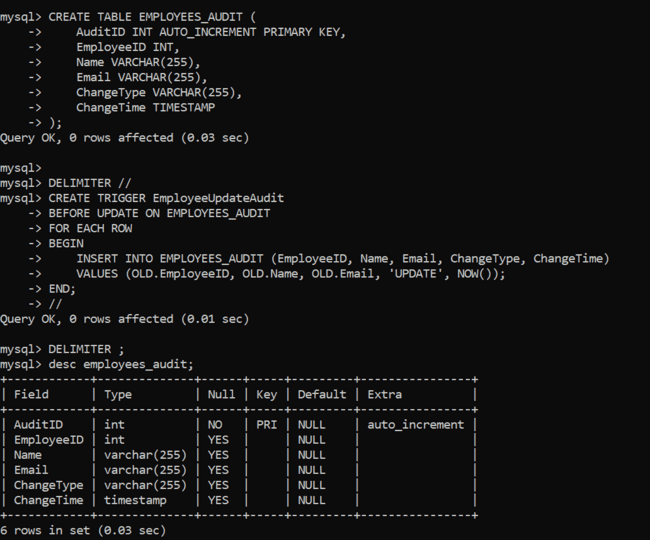 mysql> CREATE TABLE EMPLOYEES_AUDIT (
    ->     AuditID INT AUTO_INCREMENT PRIMARY KEY,
    ->     EmployeeID INT,
    ->     Name VARCHAR(255),
    ->     Email VARCHAR(255),
    ->     ChangeType VARCHAR(255),
    ->     ChangeTime TIMESTAMP
    -> );
Query OK, 0 rows affected (0.03 sec)

mysql>
mysql> DELIMITER //
mysql> CREATE TRIGGER EmployeeUpdateAudit
    -> BEFORE UPDATE ON EMPLOYEES_AUDIT
    -> FOR EACH ROW
    -> BEGIN
    ->     INSERT INTO EMPLOYEES_AUDIT (EmployeeID, Name, Email, ChangeType, ChangeTime)
    ->     VALUES (OLD.EmployeeID, OLD.Name, OLD.Email, 'UPDATE', NOW());
    -> END;
    -> //
Query OK, 0 rows affected (0.01 sec)

mysql> DELIMITER ;
mysql> desc employees_audit;
+------------+--------------+------+-----+---------+----------------+
| Field      | Type         | Null | Key | Default | Extra          |
+------------+--------------+------+-----+---------+----------------+
| AuditID    | int          | NO   | PRI | NULL    | auto_increment |
| EmployeeID | int          | YES  |     | NULL    |                |
| Name       | varchar(255) | YES  |     | NULL    |                |
| Email      | varchar(255) | YES  |     | NULL    |                |
| ChangeType | varchar(255) | YES  |     | NULL    |                |
| ChangeTime | timestamp    | YES  |     | NULL    |                |
+------------+--------------+------+-----+---------+----------------+
6 rows in set (0.03 sec)